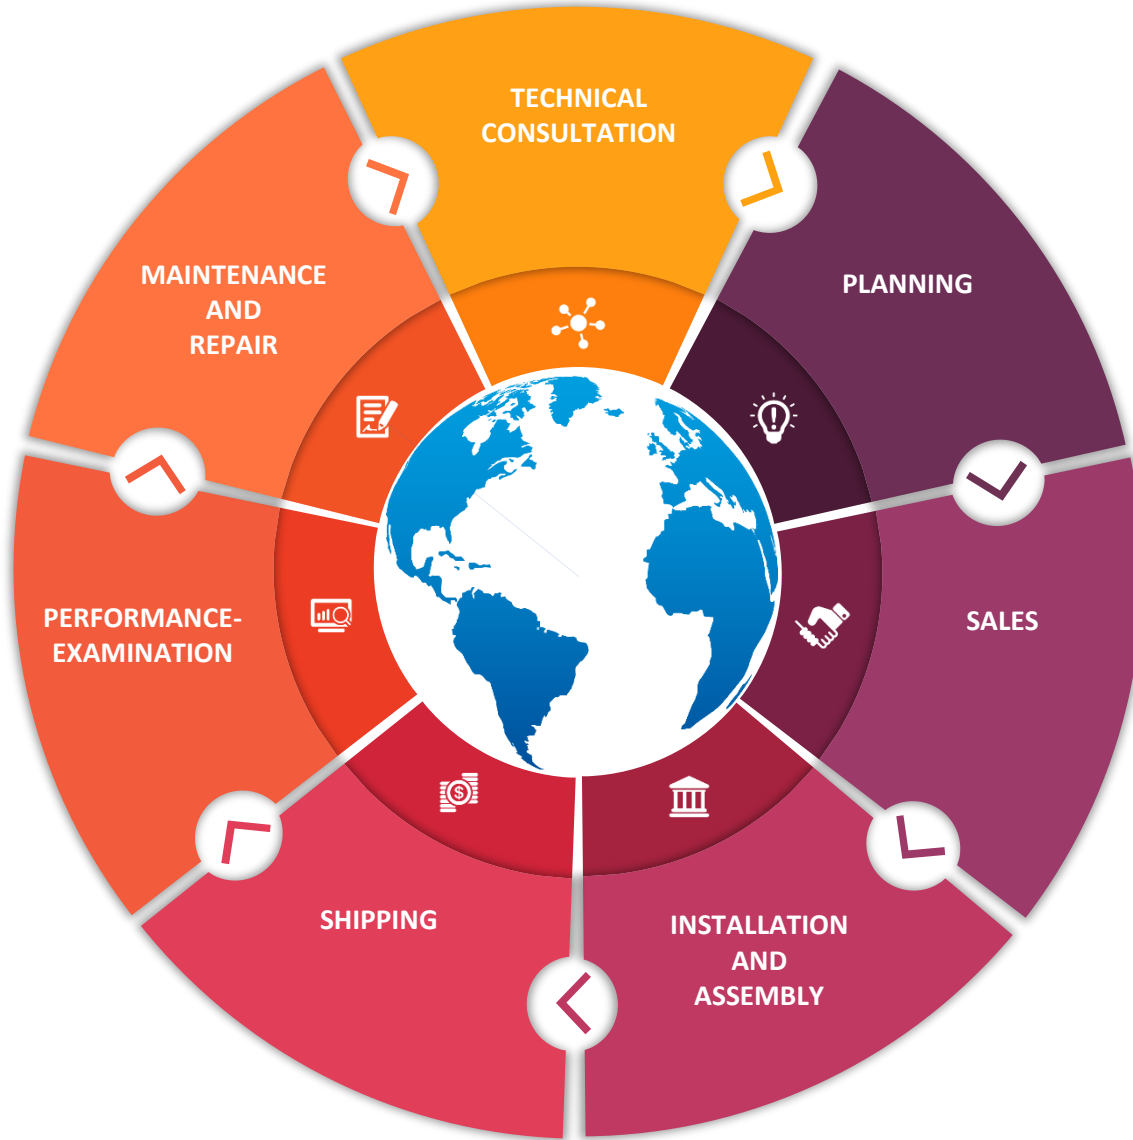 TECHNICAL
CONSULTATION
PLANNING
SALES
INSTALLATION
AND
ASSEMBLY
SHIPPING
PERFORMANCE-
EXAMINATION
MAINTENANCE
AND
REPAIR
$